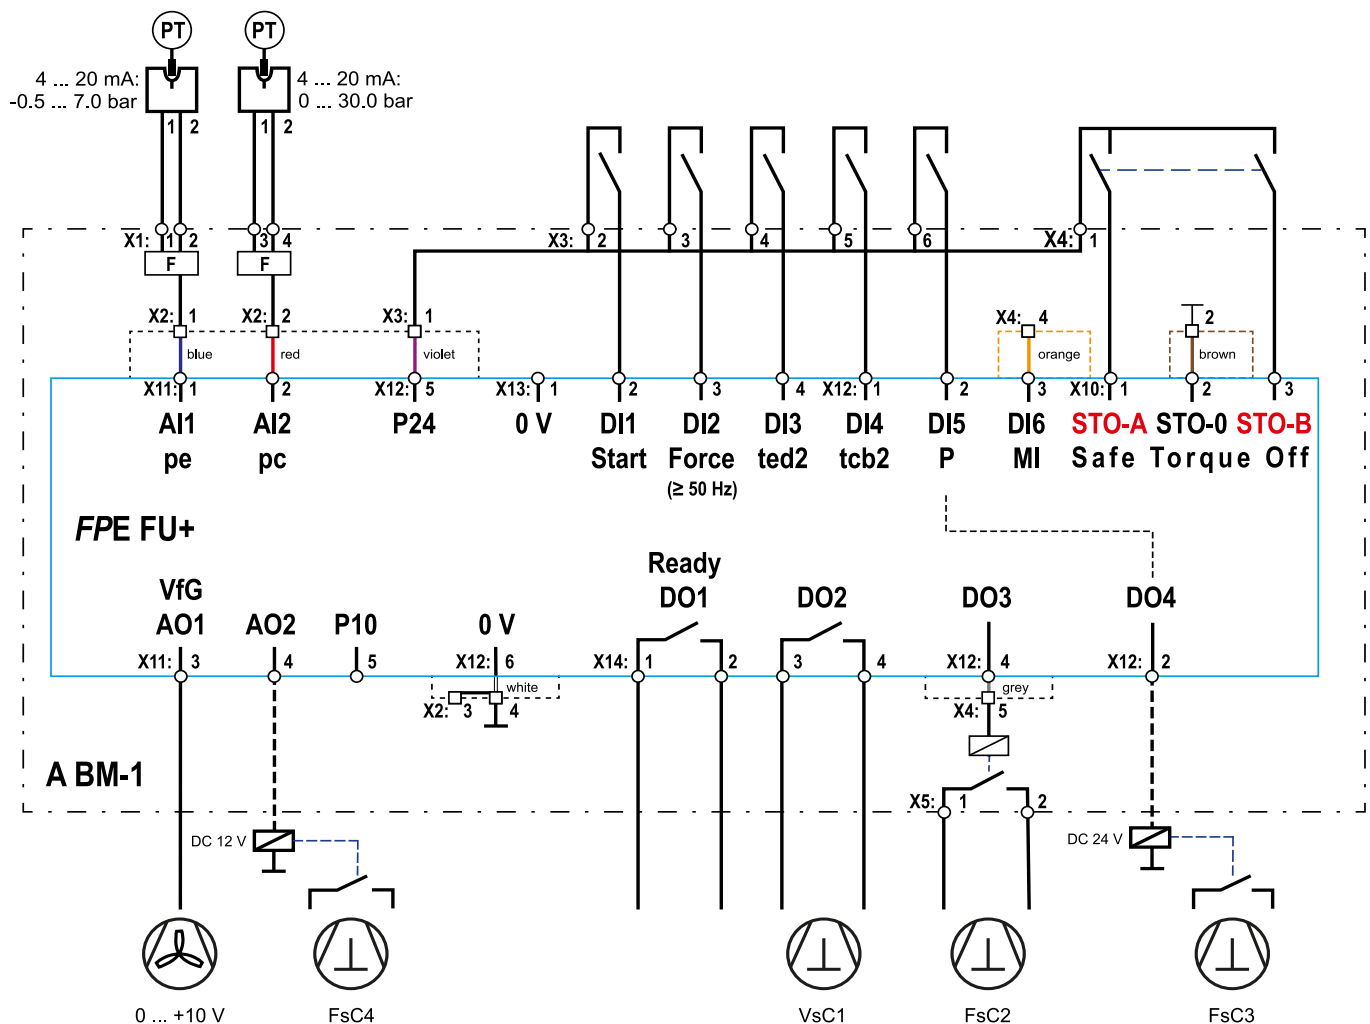 PT PT
4 ... 20 mA: 4 ... 20 mA:
-0.5 ... 7.0 bar 0 ... 30.0 bar
1 2 1 2
X1: 1 2 3 4 X3: 2 3 4 5 6 X4: 1
F F
X2: 1 X2: 2 X3: 1 X4: 4 2
blue red violet orange brown
X11: 1 2 X12: 5 X13: 1 2 3 4 X12: 1 2 3 X10: 1 2 3
AI1 AI2 P24 0 V DI1 DI2 DI3 DI4 DI5 DI6 STO-A STO-0 STO-B
pe pc Start Force ted2 tcb2 P MI Safe Torque Off
(≥ 50 Hz)
FPE FU+
Ready
VfG DO1 DO2 DO3 DO4
AO1 AO2 P10 0 V
X11: 3 4 5 X12: 6 X14: 1 2 3 4 X12: 4 X12: 2
white grey
X2: 3 4 X4: 5
A BM-1
X5: 1 2
DC 12 V DC 24 V
0 ... +10 V FsC4 VsC1 FsC2 FsC3